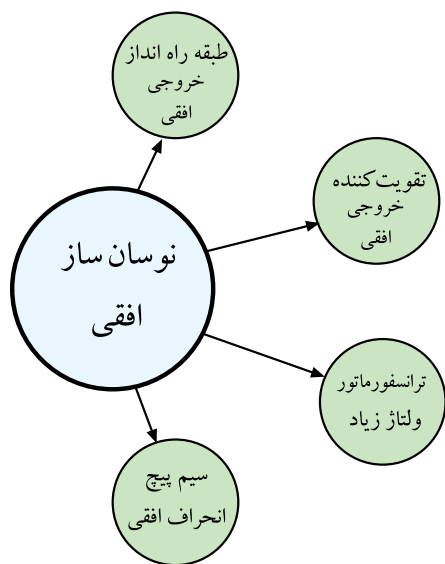 طبقه راه انداز
خروجی
افقی
تقویت‌کننده
خروجی
افقی
نوسان ساز
افقی
ترانسفورماتور
ولتاژ زیاد
سیم پیچ
انحراف افقی